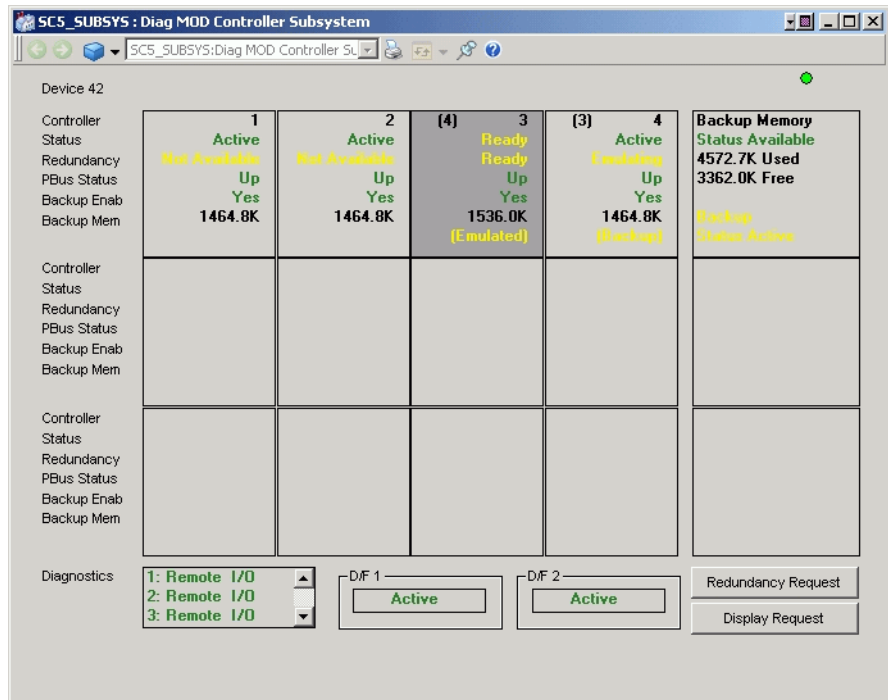 SC5_SUBSYS : Diag MOD Controller Subsystem
SC5_SUBSYS:Diag MOD Controller Su
Device 42
Controller 1 2 (4) 3 (3) 4 Backup Memory
Status Active Active Ready Active Status Available
Redundancy Not Available Not Available Ready Emulating 4572.7K Used
PBus Status Up Up Up Up 3362.0K Free
Backup Enab Yes Yes Yes Yes
Backup Mem 1464.8K 1464.8K 1536.0K 1464.8K Backup
(Emulated) (Backup) Status Active
Controller
Status
Redundancy
PBus Status
Backup Enab
Backup Mem
Controller
Status
Redundancy
PBus Status
Backup Enab
Backup Mem
Diagnostics 1: Remote I/O D/F 1 D/F 2 Redundancy Request
2: Remote I/O Active Active
3: Remote I/O Display Request